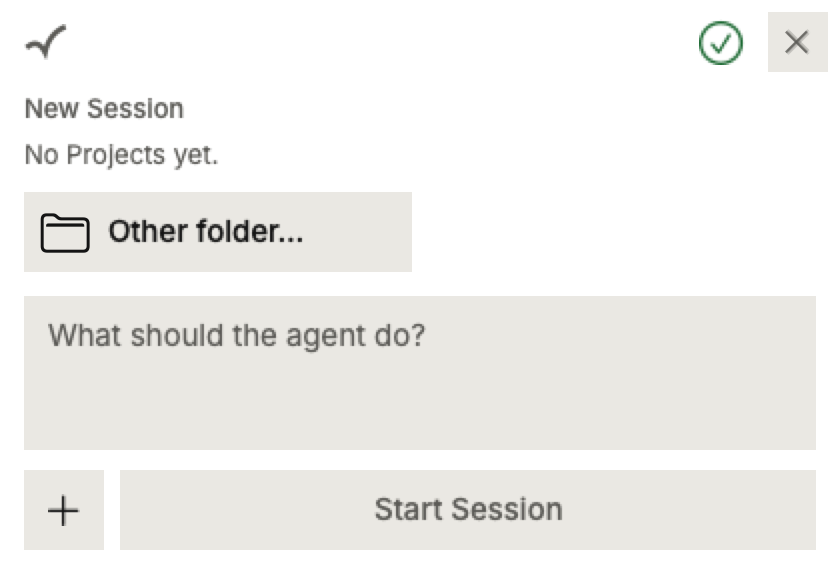 New Session
No Projects yet.
Other folder...
What should the agent do?
Start Session